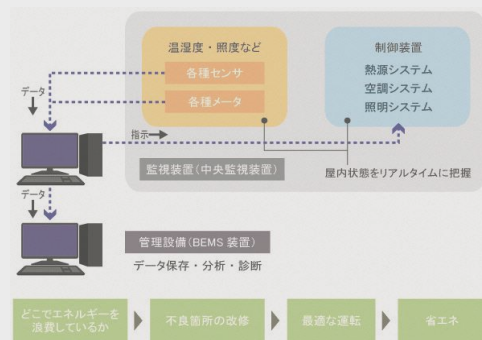 温湿度・照度など
各種センサ
各種メータ
制御装置
熱源システム
空調システム
照明システム
データ
指示
監視装置(中央監視装置)
屋内状態をリアルタイムに把握
データ
管理設備(BEMS 装置)
データ保存・分析・診断
どこでエネルギーを
浪費しているか
不良箇所の改修
最適な運転
省エネ